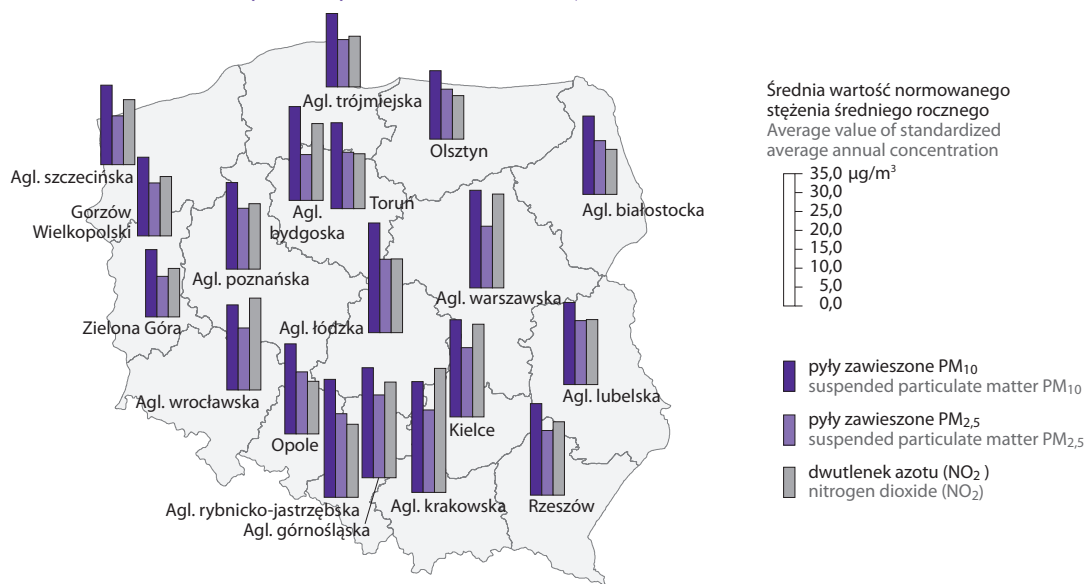 Agl. trójmiejska
Olsztyn
Agl. szczecińska
Gorzów
Wielkopolski
Agl.
bydgoska
Toruń
Agl. białostocka
Agl. poznańska
Agl. warszawska
Zielona Góra
Agl. łódzka
Agl. wrocławska
Agl. lubelska
Opole
Kielce
Agl. rybnicko-jastrzębska
Agl. górnośląska
Agl. krakowska
Rzeszów
Średnia wartość normowanego
stężenia średniego rocznego
Average value of standardized
average annual concentration
35,0 µg/m³
30,0
25,0
20,0
15,0
10,0
5,0
0,0
pyły zawieszone PM₁₀
suspended particulate matter PM₁₀
pyły zawieszone PM₂,₅
suspended particulate matter PM₂,₅
dwutlenek azotu (NO₂ )
nitrogen dioxide (NO₂)